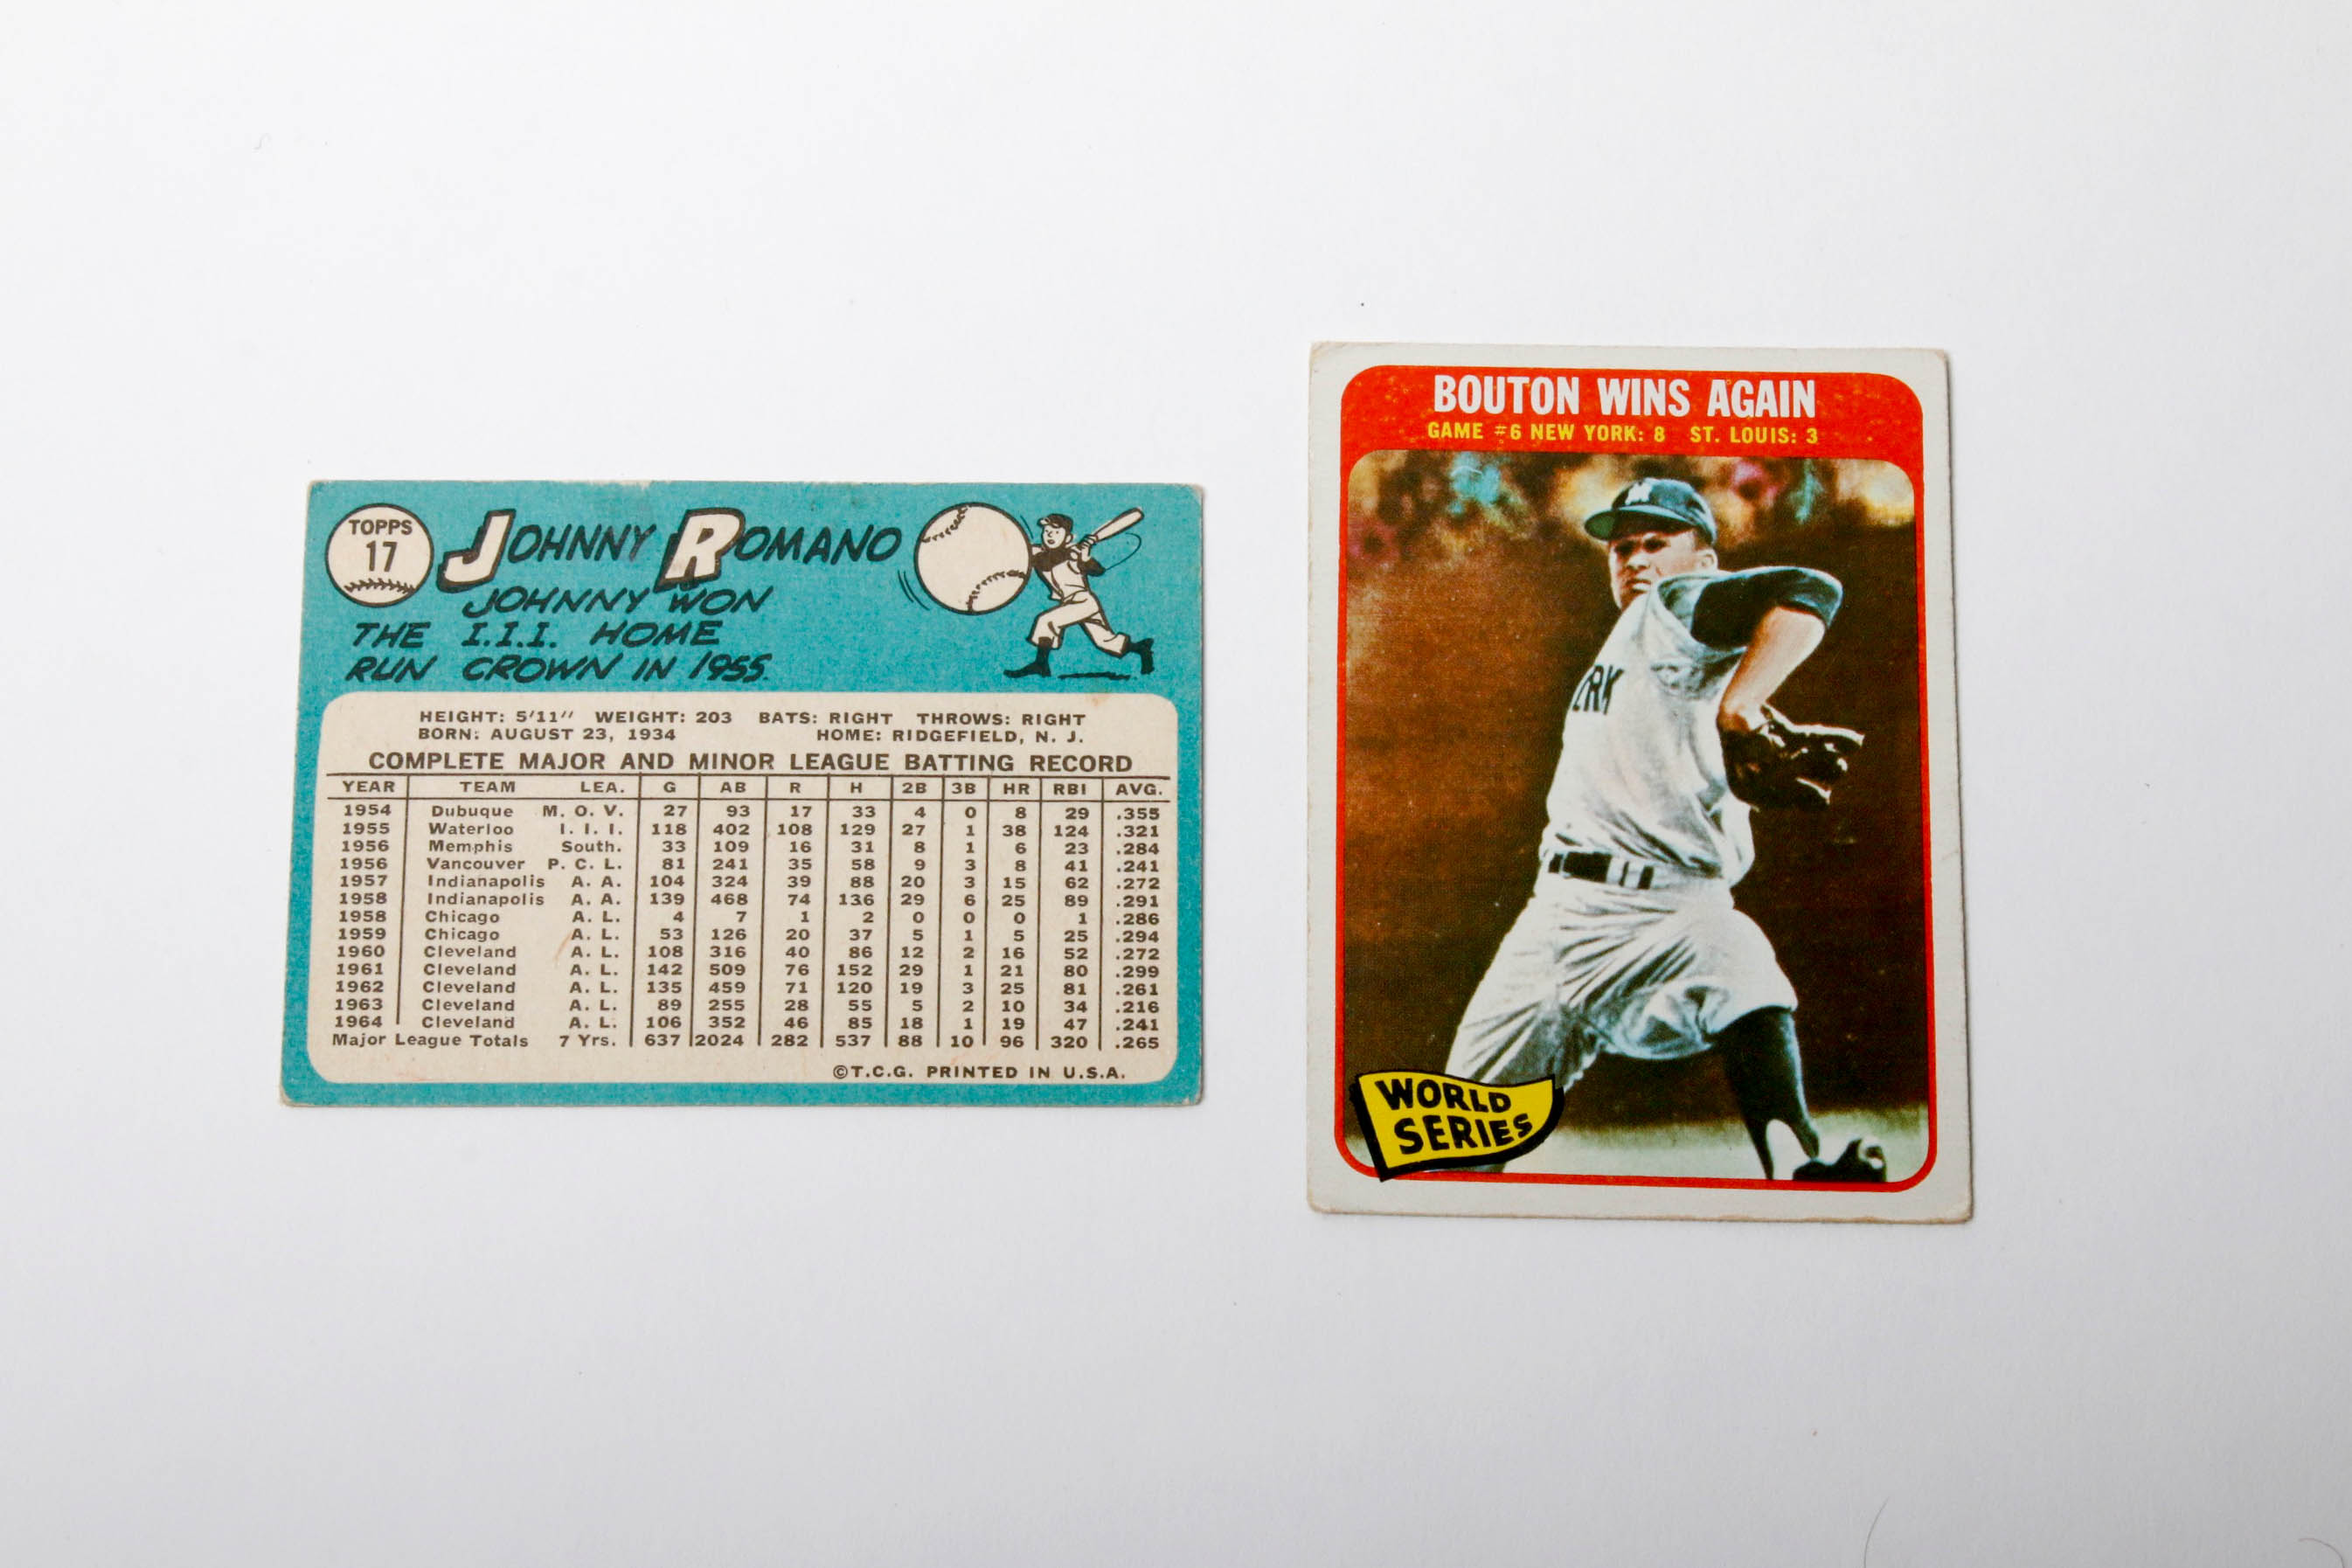 TOPPS
17
JOHNNY ROMANO
JOHNNY WON
THE I.I.I. HOME
RUN CROWN IN 1955.
HEIGHT: 5'11" WEIGHT: 203 BATS: RIGHT THROWS: RIGHT
BORN: AUGUST 23, 1934 HOME: RIDGEFIELD, N. J.
COMPLETE MAJOR AND MINOR LEAGUE BATTING RECORD
YEAR TEAM LEA. G AB R H 2B 3B HR RBI AVG.
1954 Dubuque M. O. V. 27 93 17 33 4 0 8 29 .355
1955 Waterloo I. I. I. 118 402 108 129 27 1 38 124 .321
1956 Memphis South. 33 109 16 31 8 1 6 23 .284
1956 Vancouver P. C. L. 81 241 35 58 9 3 8 41 .241
1957 Indianapolis A. A. 104 324 39 88 20 3 15 62 .272
1958 Indianapolis A. A. 139 468 74 136 29 6 25 89 .291
1958 Chicago A. L. 4 7 1 2 0 0 0 1 .286
1959 Chicago A. L. 53 126 20 37 5 1 5 25 .294
1960 Cleveland A. L. 108 316 40 86 12 2 16 52 .272
1961 Cleveland A. L. 142 509 76 152 29 1 21 80 .299
1962 Cleveland A. L. 135 459 71 120 19 3 25 81 .261
1963 Cleveland A. L. 89 255 28 55 5 2 10 34 .216
1964 Cleveland A. L. 106 352 46 85 18 1 19 47 .241
Major League Totals 7 Yrs. 637 2024 282 537 88 10 96 320 .265
©T.C.G. PRINTED IN U.S.A.
BOUTON WINS AGAIN
GAME #6 NEW YORK: 8 ST. LOUIS: 3
ORK
WORLD
SERIES